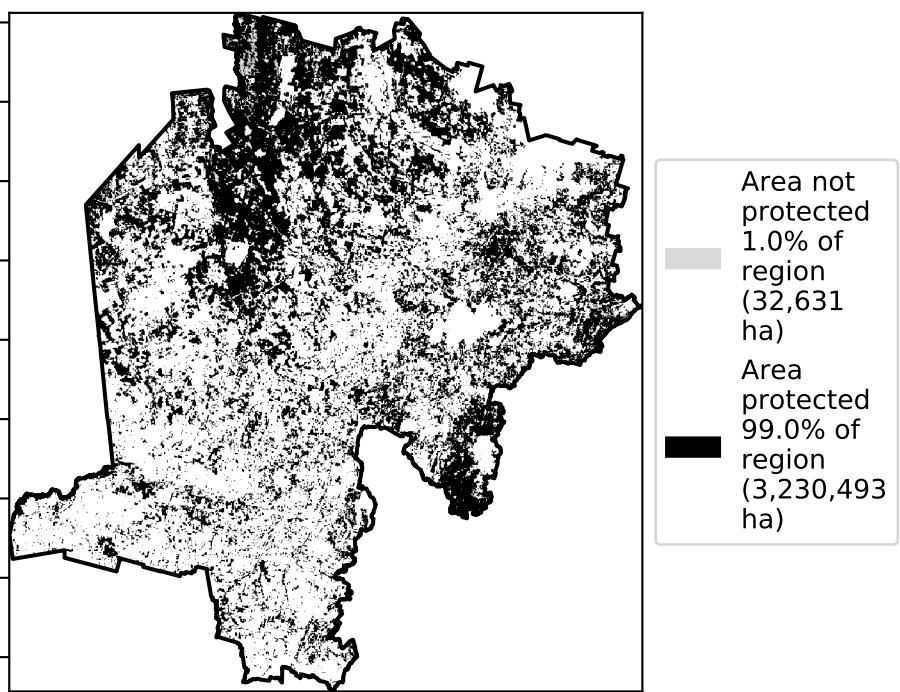 Area not
protected
1.0% of
region
(32,631
ha)
Area
protected
99.0% of
region
(3,230,493
ha)